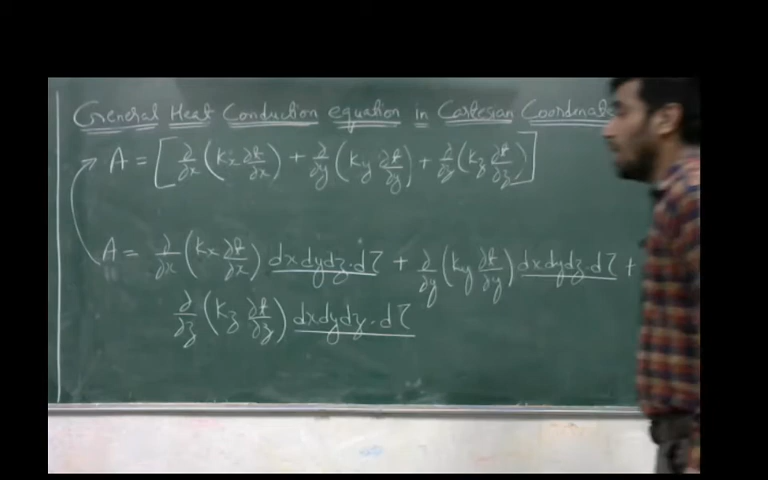 General Heat Conduction equation in Cartesian Coordinate
A = [∂/∂x (kx ∂t/∂x) + ∂/∂y (ky ∂t/∂y) + ∂/∂z (kz ∂t/∂z)]
A = ∂/∂x (kx ∂t/∂x) dxdydz·dτ + ∂/∂y (ky ∂t/∂y) dxdydz·dτ +
∂/∂z (kz ∂t/∂z) dxdydz·dτ